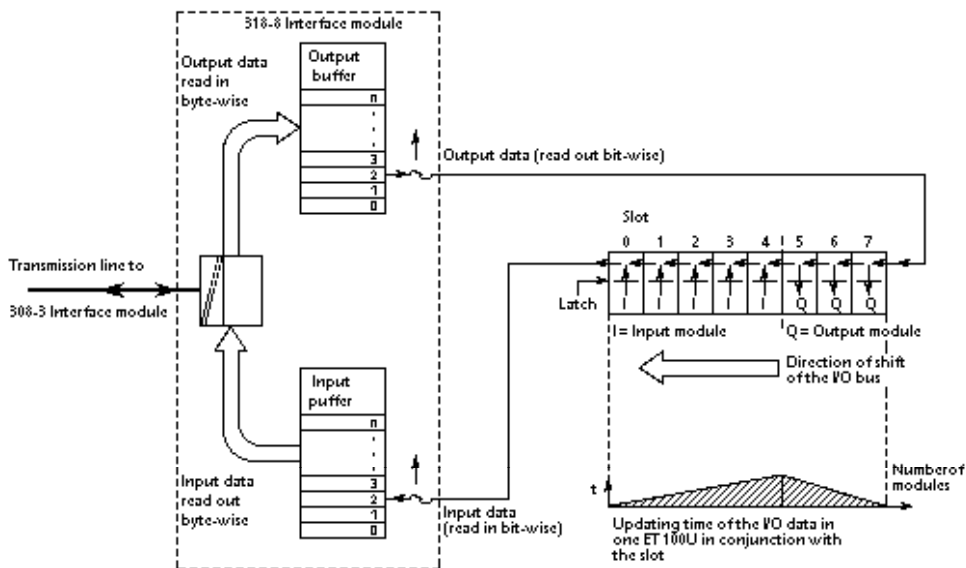 318-8 Interface module
Output data
read in
byte-wise
Output
buffer
n
3
2
1
0
Output data (read out bit-wise)
Slot
0 1 2 3 4 5 6 7
Transmission line to
308-3 Interface module
Latch
I I I I I Q Q Q
I = Input module
Q = Output module
Direction of shift
of the I/O bus
Input
puffer
n
3
2
1
0
Input data
read out
byte-wise
Input data
(read in bit-wise)
t
Number of
modules
Updating time of the I/O data in
one ET 100U in conjunction with
the slot